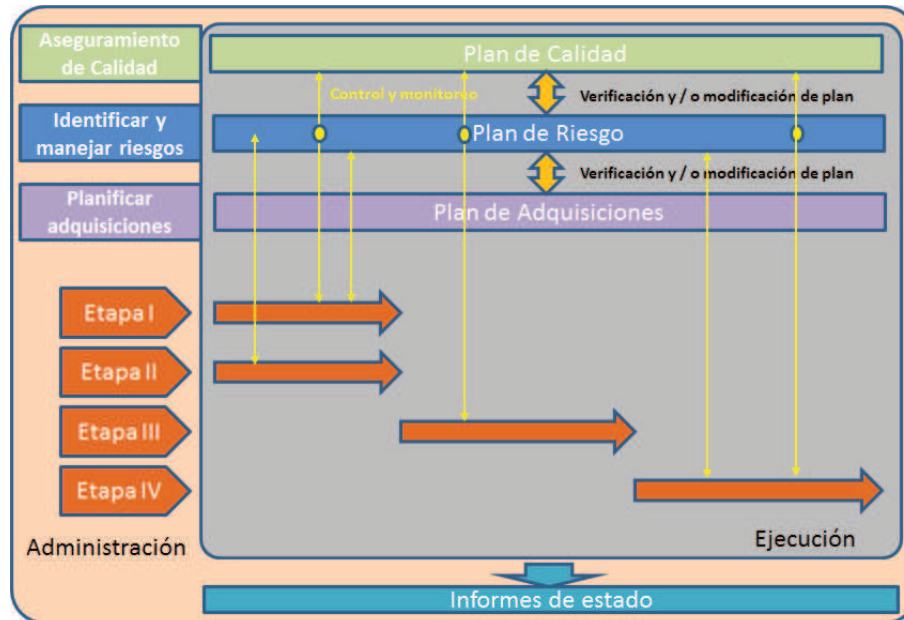 Aseguramiento
de Calidad
Plan de Calidad
Control y monitoreo
Verificación y / o modificación de plan
Identificar y
manejar riesgos
Plan de Riesgo
Verificación y / o modificación de plan
Planificar
adquisiciones
Plan de Adquisiciones
Etapa I
Etapa II
Etapa III
Etapa IV
Administración
Ejecución
Informes de estado